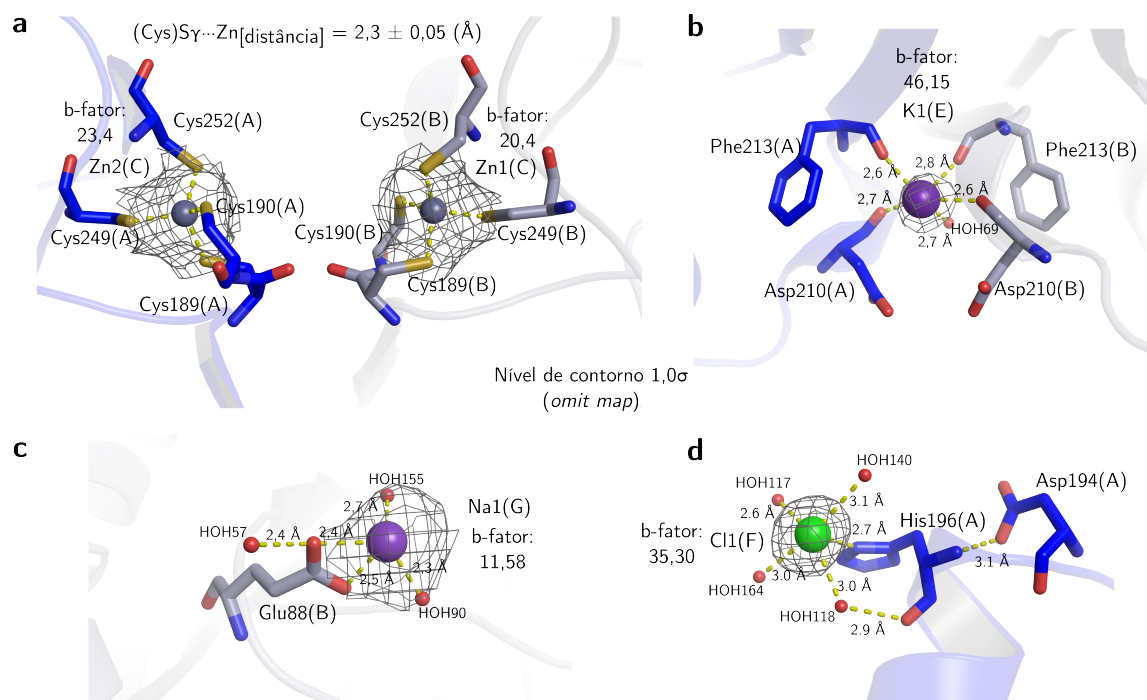 a
(Cys)Sγ···Zn[distância] = 2,3 ± 0,05 (Å)
b-fator:
23,4
Cys252(A)
Zn2(C)
Cys249(A)
Cys190(A)
Cys189(A)
Cys252(B)
b-fator:
20,4
Zn1(C)
Cys190(B)
Cys249(B)
Cys189(B)
b
b-fator:
46,15
K1(E)
Phe213(A)
Phe213(B)
2,8 Å
2,6 Å
2,6 Å
2,7 Å
HOH69
2,7 Å
Asp210(A)
Asp210(B)
Nível de contorno 1,0σ
(omit map)
c
HOH155
2,7 Å
Na1(G)
b-fator:
11,58
HOH57
2,4 Å
2,4 Å
2,5 Å
2,3 Å
Glu88(B)
HOH90
d
HOH140
HOH117
Asp194(A)
2.6 Å
3.1 Å
b-fator:
35,30
Cl1(F)
2.7 Å
His196(A)
3.1 Å
HOH164
3.0 Å
3.0 Å
HOH118
2.9 Å